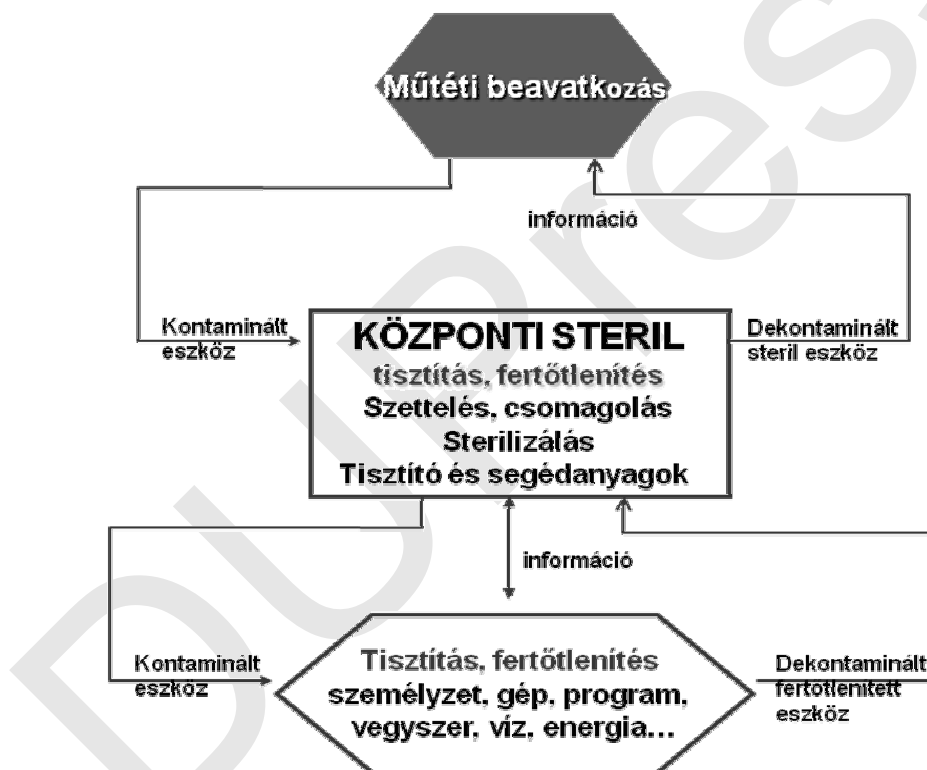 Műtéti beavatkozás
információ
Kontaminált
eszköz
KÖZPONTI STERIL
tisztítás, fertőtlenítés
Szettelés, csomagolás
Sterilizálás
Tisztító és segédanyagok
Dekontaminált
steril eszköz
információ
Kontaminált
eszköz
Tisztítás, fertőtlenítés
személyzet, gép, program,
vegyszer, víz, energia...
Dekontaminált
fertőtlenített
eszköz
DUPres